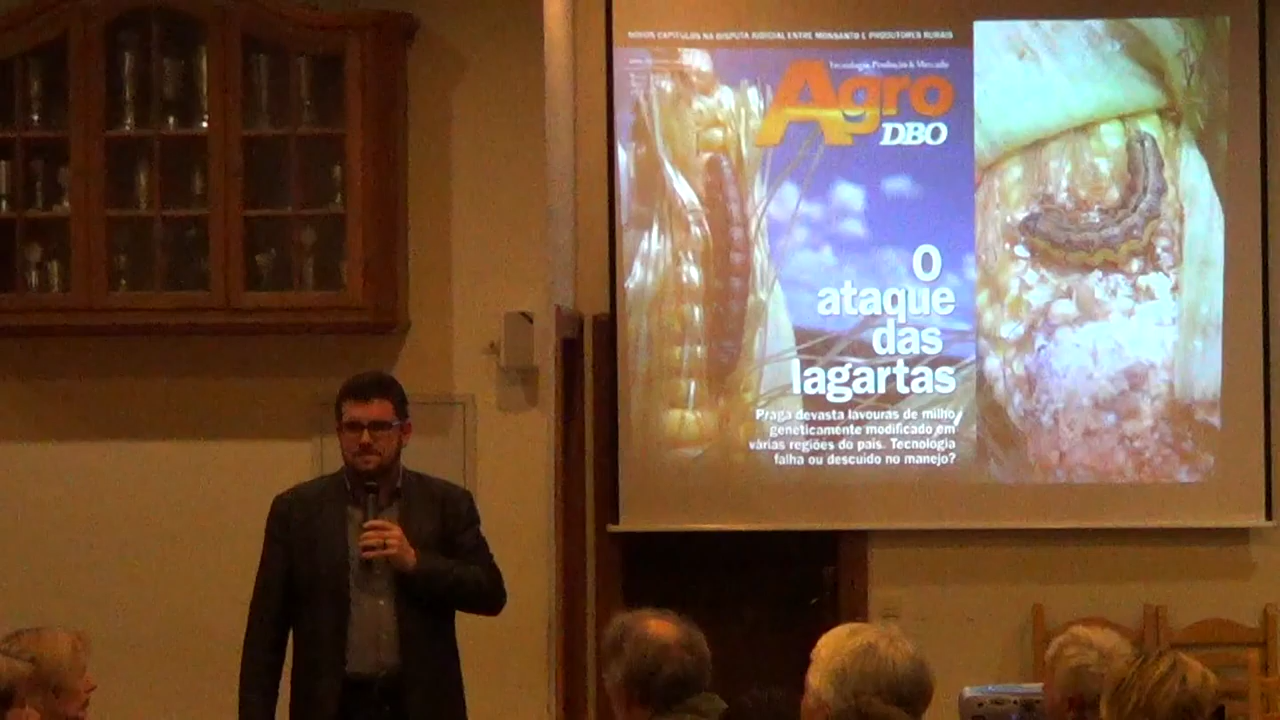 NOVOS CAPÍTULOS NA DISPUTA JUDICIAL ENTRE MONSANTO E PRODUTORES RURAIS
Tecnologia, Produção & Mercado
Agro
DBO
O
ataque
das
lagartas
Praga devasta lavouras de milho
geneticamente modificado em
várias regiões do país. Tecnologia
falha ou descuido no manejo?